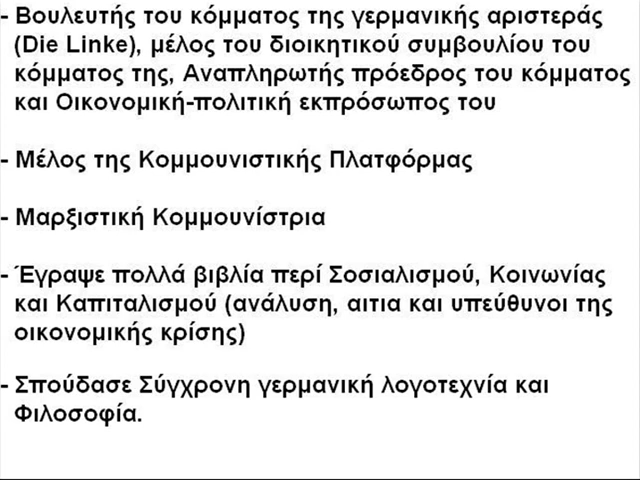 - Βουλευτής του κόμματος της γερμανικής αριστεράς
(Die Linke), μέλος του διοικητικού συμβουλίου του
κόμματος της, Αναπληρωτής πρόεδρος του κόμματος
και Οικονομική-πολιτική εκπρόσωπος του
- Μέλος της Κομμουνιστικής Πλατφόρμας
- Μαρξιστική Κομμουνίστρια
- Έγραψε πολλά βιβλία περί Σοσιαλισμού, Κοινωνίας
και Καπιταλισμού (ανάλυση, αιτια και υπεύθυνοι της
οικονομικής κρίσης)
- Σπούδασε Σύγχρονη γερμανική λογοτεχνία και
Φιλοσοφία.